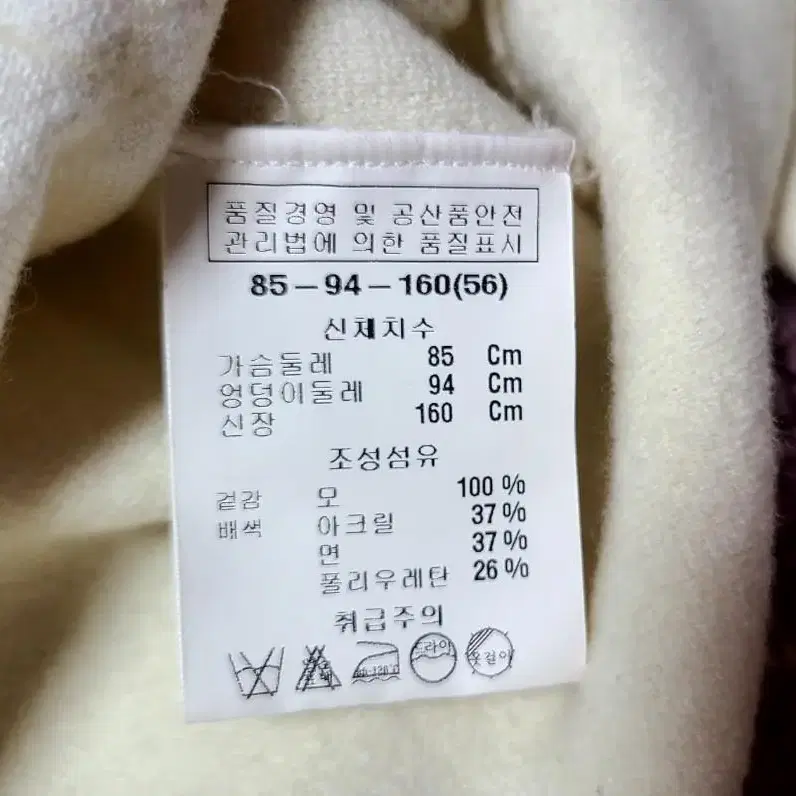 품질경영 및 공산품안전
관리법에 의한 품질표시
85-94-160(56)
신체치수
가슴둘레 85 Cm
엉덩이둘레 94 Cm
신장 160 Cm
조성섬유
겉감 모 100 %
배색 아크릴 37 %
면 37 %
폴리우레탄 26 %
취급주의
드라이
옷걸이